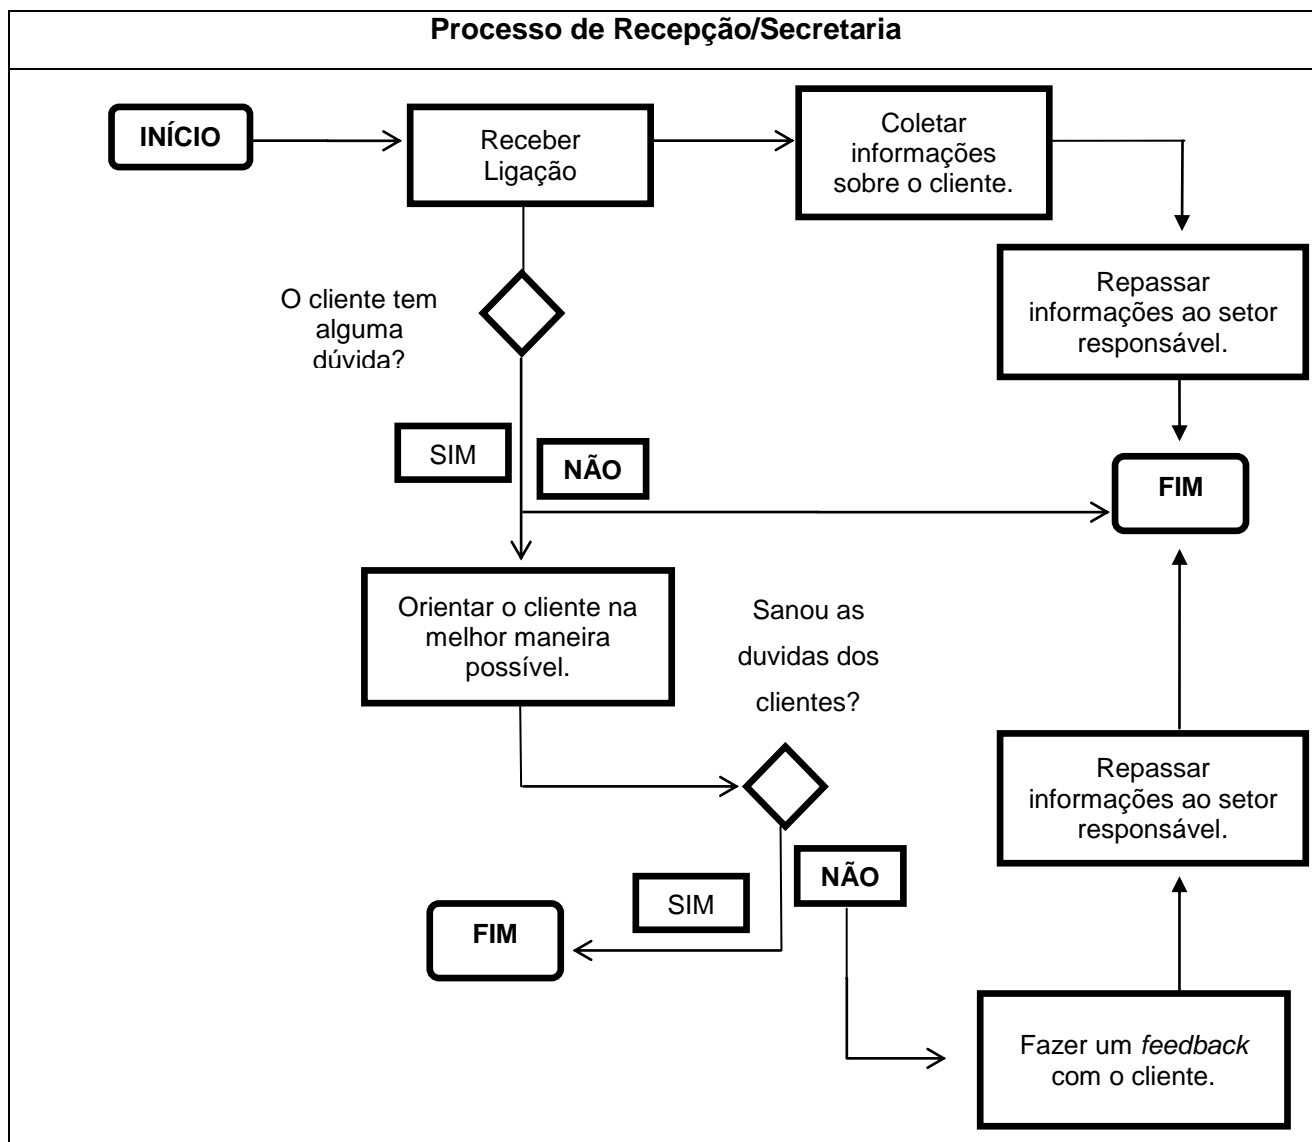 Processo de Recepção/Secretaria
INÍCIO
Receber
Ligação
Coletar
informações
sobre o cliente.
O cliente tem
alguma
dúvida?
Repassar
informações ao setor
responsável.
SIM
NÃO
FIM
Orientar o cliente na
melhor maneira
possível.
Sanou as
duvidas dos
clientes?
Repassar
informações ao setor
responsável.
NÃO
SIM
FIM
Fazer um feedback
com o cliente.